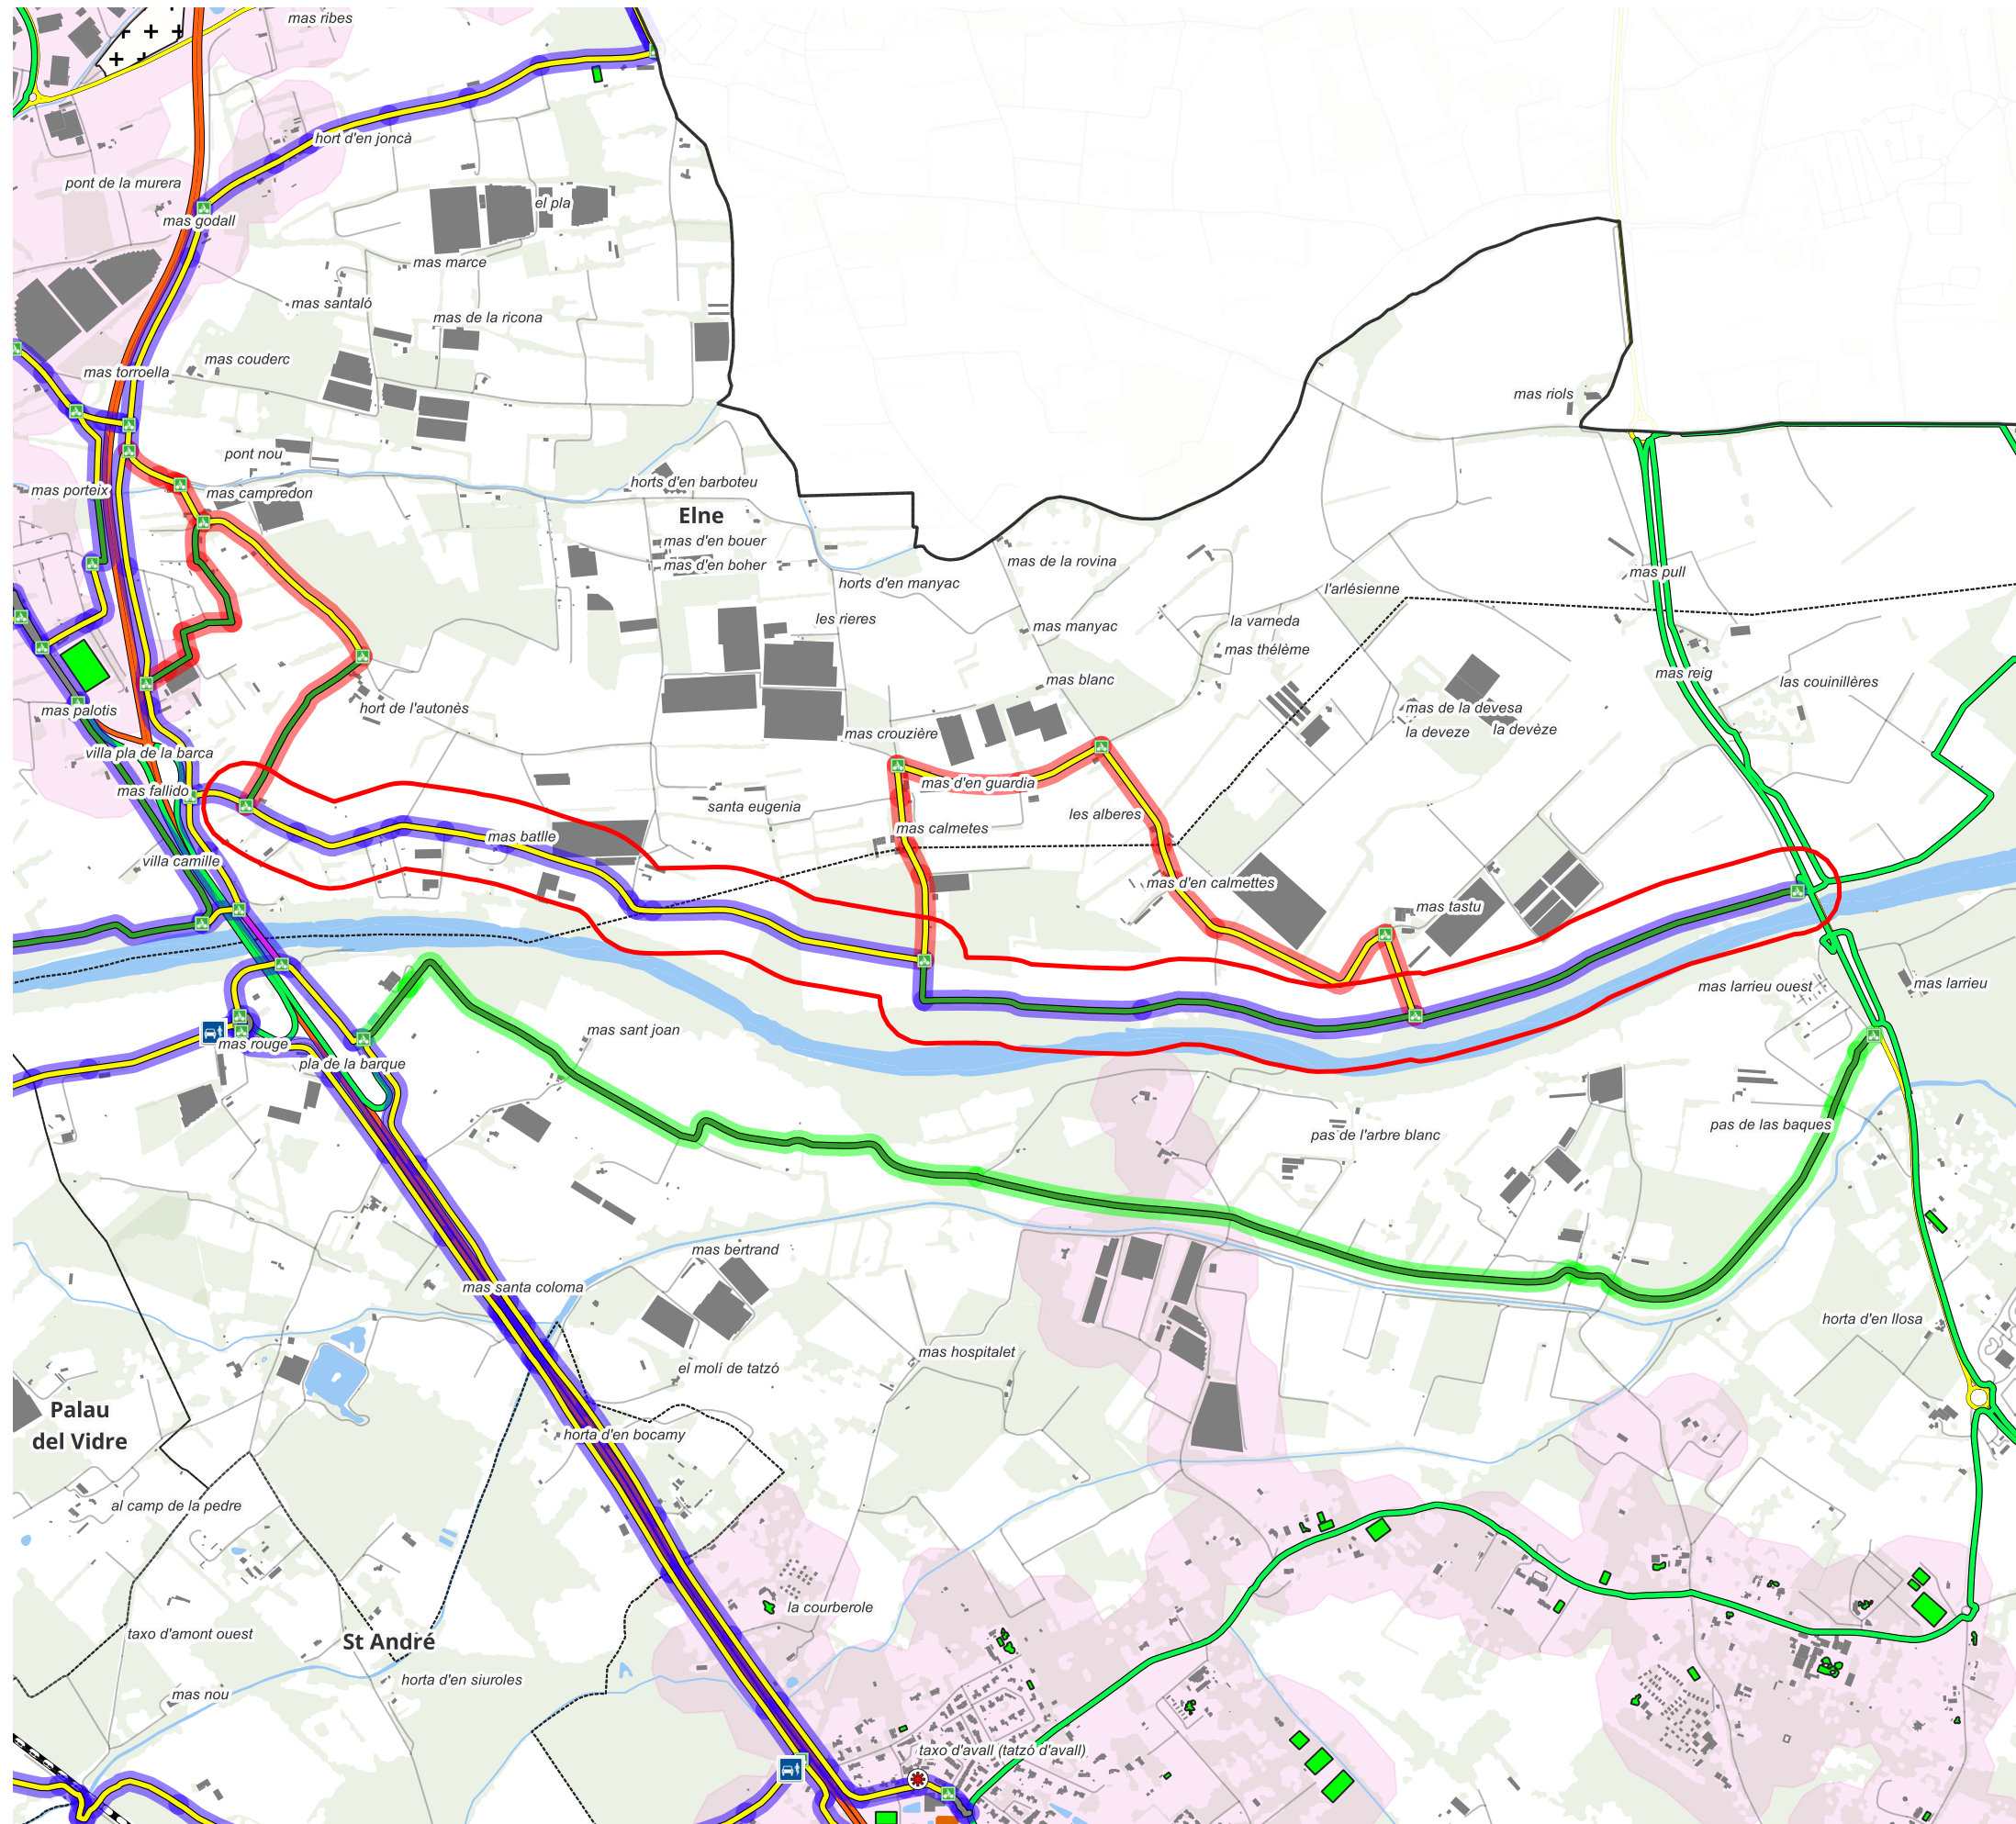 mas ribes
hort d'en joncà
pont de la murera
el pla
mas godall
mas marce
mas santaló
mas de la ricona
mas couderc
mas torroella
mas riols
pont nou
mas porteix
mas campredon
horts d'en barboteu
Elne
mas d'en bouer
mas d'en boher
mas de la rovina
mas pull
horts d'en manyac
l'arlésienne
les rieres
mas manyac
la varneda
mas thélème
mas reig
mas blanc
las couinillères
mas palotis
hort de l'autonès
mas de la devesa
la deveze
la devèze
mas crouzière
villa pla de la barca
mas fallido
mas d'en guardia
santa eugenia
les alberes
mas calmetes
mas batlle
villa camille
mas d'en calmettes
mas tastu
mas larrieu ouest
mas larrieu
mas sant joan
mas rouge
pla de la barque
pas de l'arbre blanc
pas de las baques
mas bertrand
mas santa coloma
horta d'en llosa
mas hospitalet
el molí de tatzó
Palau
del Vidre
horta d'en bocamy
al camp de la pedre
la courberole
taxo d'amont ouest
St André
horta d'en siuroles
mas nou
taxo d'avall (tatzó d'avall)